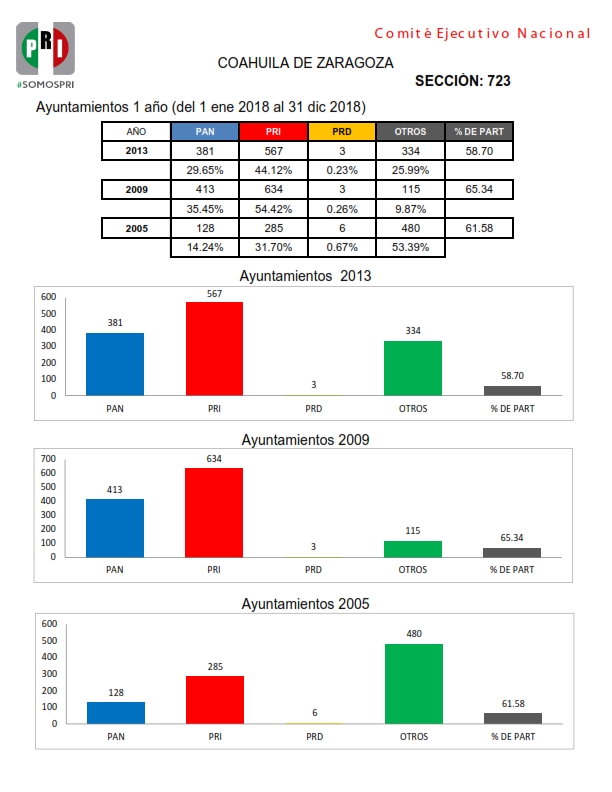 Comité Ejecutivo Nacional
PRI
#SOMOSPRI
COAHUILA DE ZARAGOZA
SECCIÓN: 723
Ayuntamientos 1 año (del 1 ene 2018 al 31 dic 2018)
AÑO PAN PRI PRD OTROS % DE PART
2013 381 567 3 334 58.70
29.65% 44.12% 0.23% 25.99%
2009 413 634 3 115 65.34
35.45% 54.42% 0.26% 9.87%
2005 128 285 6 480 61.58
14.24% 31.70% 0.67% 53.39%
Ayuntamientos 2013
600
500
400
300
200
100
0
381
567
3
334
58.70
PAN PRI PRD OTROS % DE PART
Ayuntamientos 2009
700
600
500
400
300
200
100
0
413
634
3
115
65.34
PAN PRI PRD OTROS % DE PART
Ayuntamientos 2005
600
500
400
300
200
100
0
128
285
6
480
61.58
PAN PRI PRD OTROS % DE PART